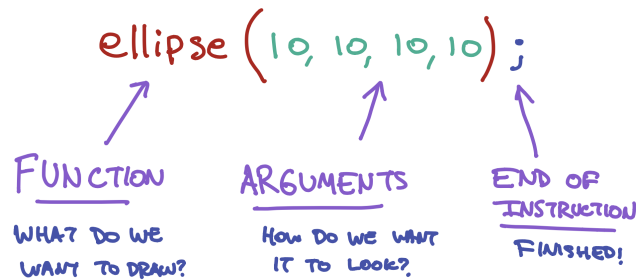 ellipse (10, 10, 10, 10) ;
FUNCTION
WHAT DO WE
WANT TO DRAW?
ARGUMENTS
HOW DO WE WANT
IT TO LOOK?
END OF
INSTRUCTION
FINISHED!